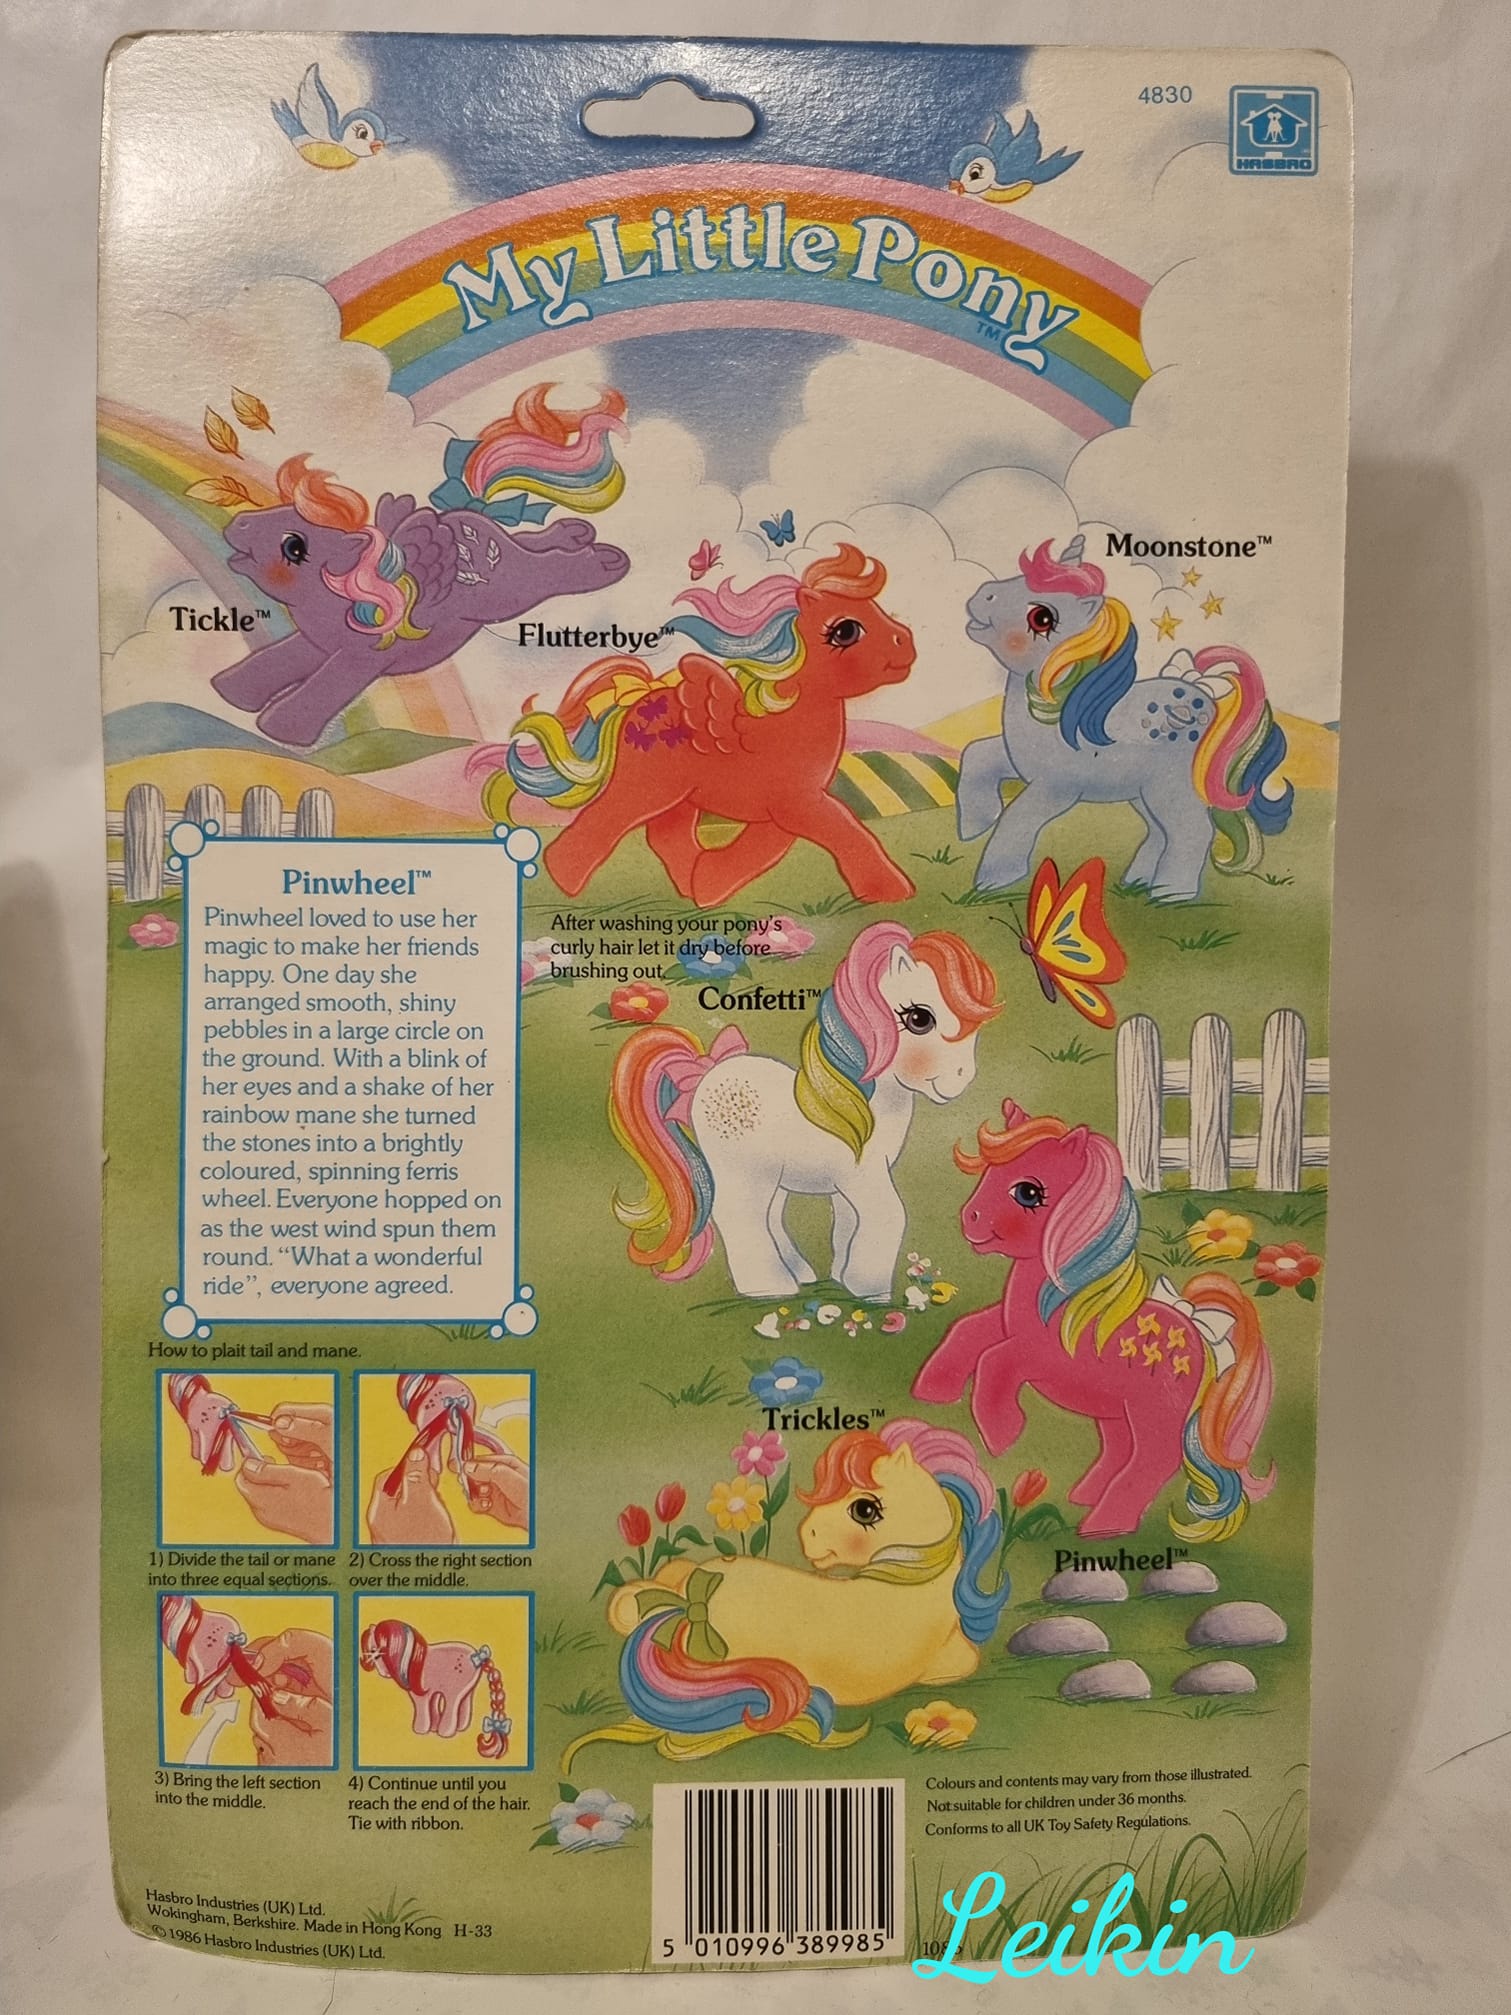 4830
HASBRO
My Little Pony
TM
Moonstone™
Tickle™
Flutterbye™
Pinwheel™
Pinwheel loved to use her
magic to make her friends
happy. One day she
arranged smooth, shiny
pebbles in a large circle on
the ground. With a blink of
her eyes and a shake of her
rainbow mane she turned
the stones into a brightly
coloured, spinning ferris
wheel. Everyone hopped on
as the west wind spun them
round. “What a wonderful
ride”, everyone agreed.
After washing your pony's
curly hair let it dry before
brushing out.
Confetti™
Trickles™
Pinwheel™
How to plait tail and mane.
1) Divide the tail or mane
into three equal sections.
2) Cross the right section
over the middle.
3) Bring the left section
into the middle.
4) Continue until you
reach the end of the hair.
Tie with ribbon.
Colours and contents may vary from those illustrated.
Not suitable for children under 36 months.
Conforms to all UK Toy Safety Regulations.
Hasbro Industries (UK) Ltd.
Wokingham, Berkshire. Made in Hong Kong H-33
© 1986 Hasbro Industries (UK) Ltd.
5 010996 389985
Leikin